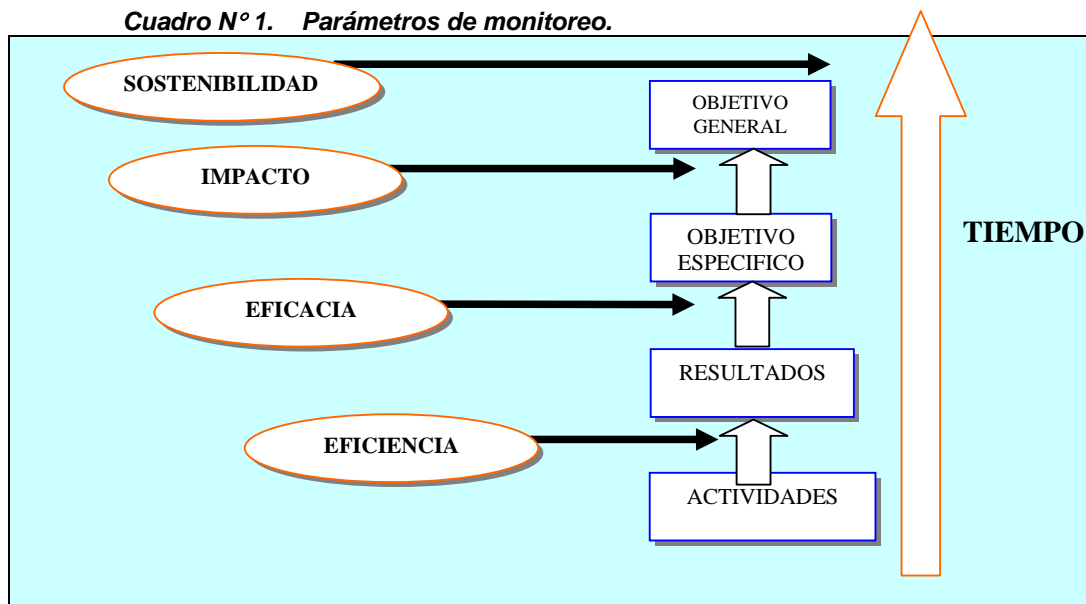 Cuadro N° 1. Parámetros de monitoreo.
SOSTENIBILIDAD
OBJETIVO
GENERAL
IMPACTO
OBJETIVO
ESPECIFICO
TIEMPO
EFICACIA
RESULTADOS
EFICIENCIA
ACTIVIDADES